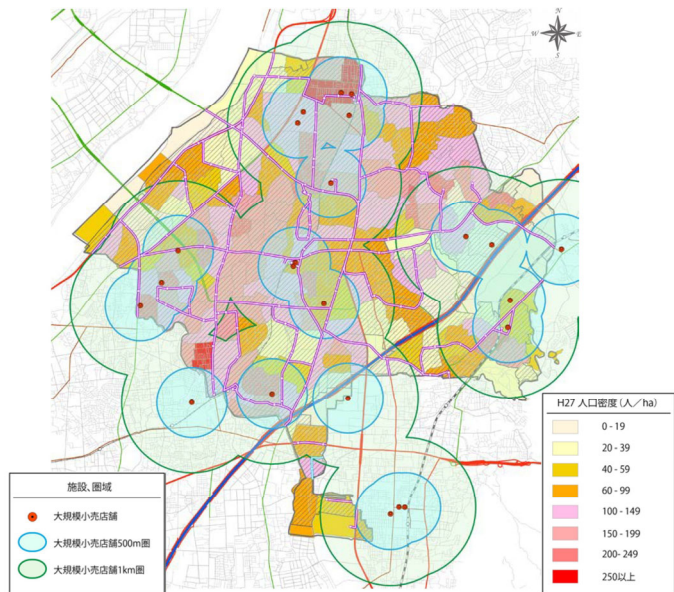 N
W
E
S
H27 人口密度(人/ha)
0 - 19
20 - 39
40 - 59
60 - 99
100 - 149
150 - 199
200- 249
250以上
施設、圏域
大規模小売店舗
大規模小売店舗500m圏
大規模小売店舗1km圏